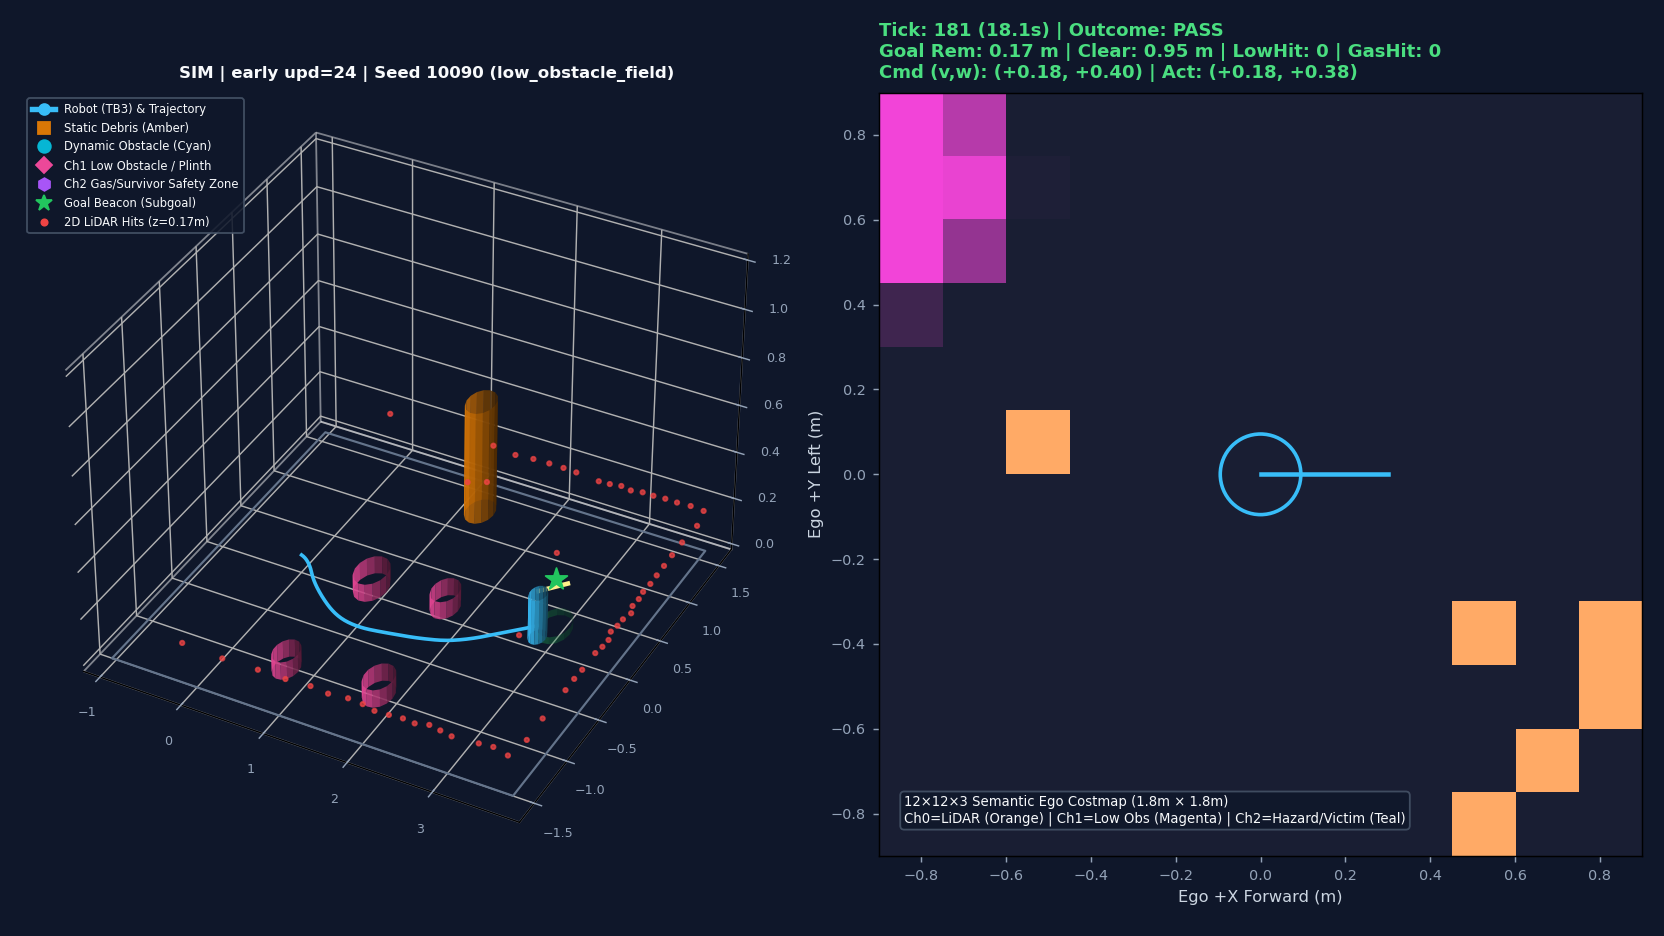 SIM | early upd=24 | Seed 10090 (low_obstacle_field)
Robot (TB3) & Trajectory
Static Debris (Amber)
Dynamic Obstacle (Cyan)
Ch1 Low Obstacle / Plinth
Ch2 Gas/Survivor Safety Zone
Goal Beacon (Subgoal)
2D LiDAR Hits (z=0.17m)
1.2
1.0
0.8
0.6
0.4
0.2
0.0
1.5
1.0
0.5
0.0
−0.5
−1.0
−1.5
−1
0
1
2
3
Tick: 181 (18.1s) | Outcome: PASS
Goal Rem: 0.17 m | Clear: 0.95 m | LowHit: 0 | GasHit: 0
Cmd (v,w): (+0.18, +0.40) | Act: (+0.18, +0.38)
Ego +Y Left (m)
0.8
0.6
0.4
0.2
0.0
−0.2
−0.4
−0.6
−0.8
12×12×3 Semantic Ego Costmap (1.8m × 1.8m)
Ch0=LiDAR (Orange) | Ch1=Low Obs (Magenta) | Ch2=Hazard/Victim (Teal)
−0.8
−0.6
−0.4
−0.2
0.0
0.2
0.4
0.6
0.8
Ego +X Forward (m)